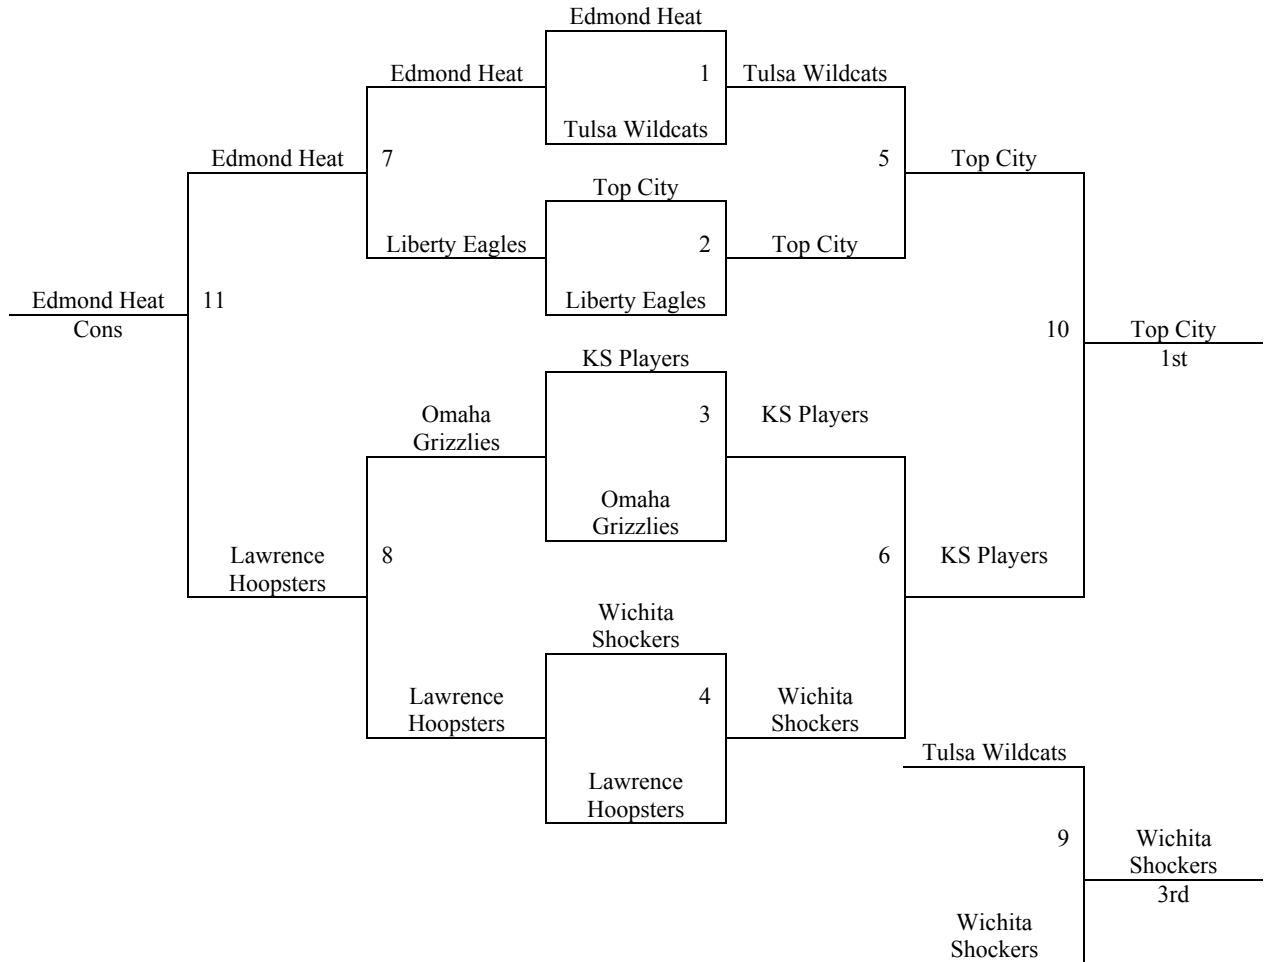 Edmond Heat
Edmond Heat
1
Tulsa Wildcats
Tulsa Wildcats
Edmond Heat
7
5
Top City
Top City
Liberty Eagles
2
Top City
Edmond Heat
11
Liberty Eagles
Cons
10
Top City
1st
KS Players
Omaha
Grizzlies
3
KS Players
Omaha
Grizzlies
Lawrence
Hoopsters
8
6
KS Players
Wichita
Shockers
Lawrence
Hoopsters
4
Wichita
Shockers
Tulsa Wildcats
Lawrence
Hoopsters
9
Wichita
Shockers
3rd
Wichita
Shockers